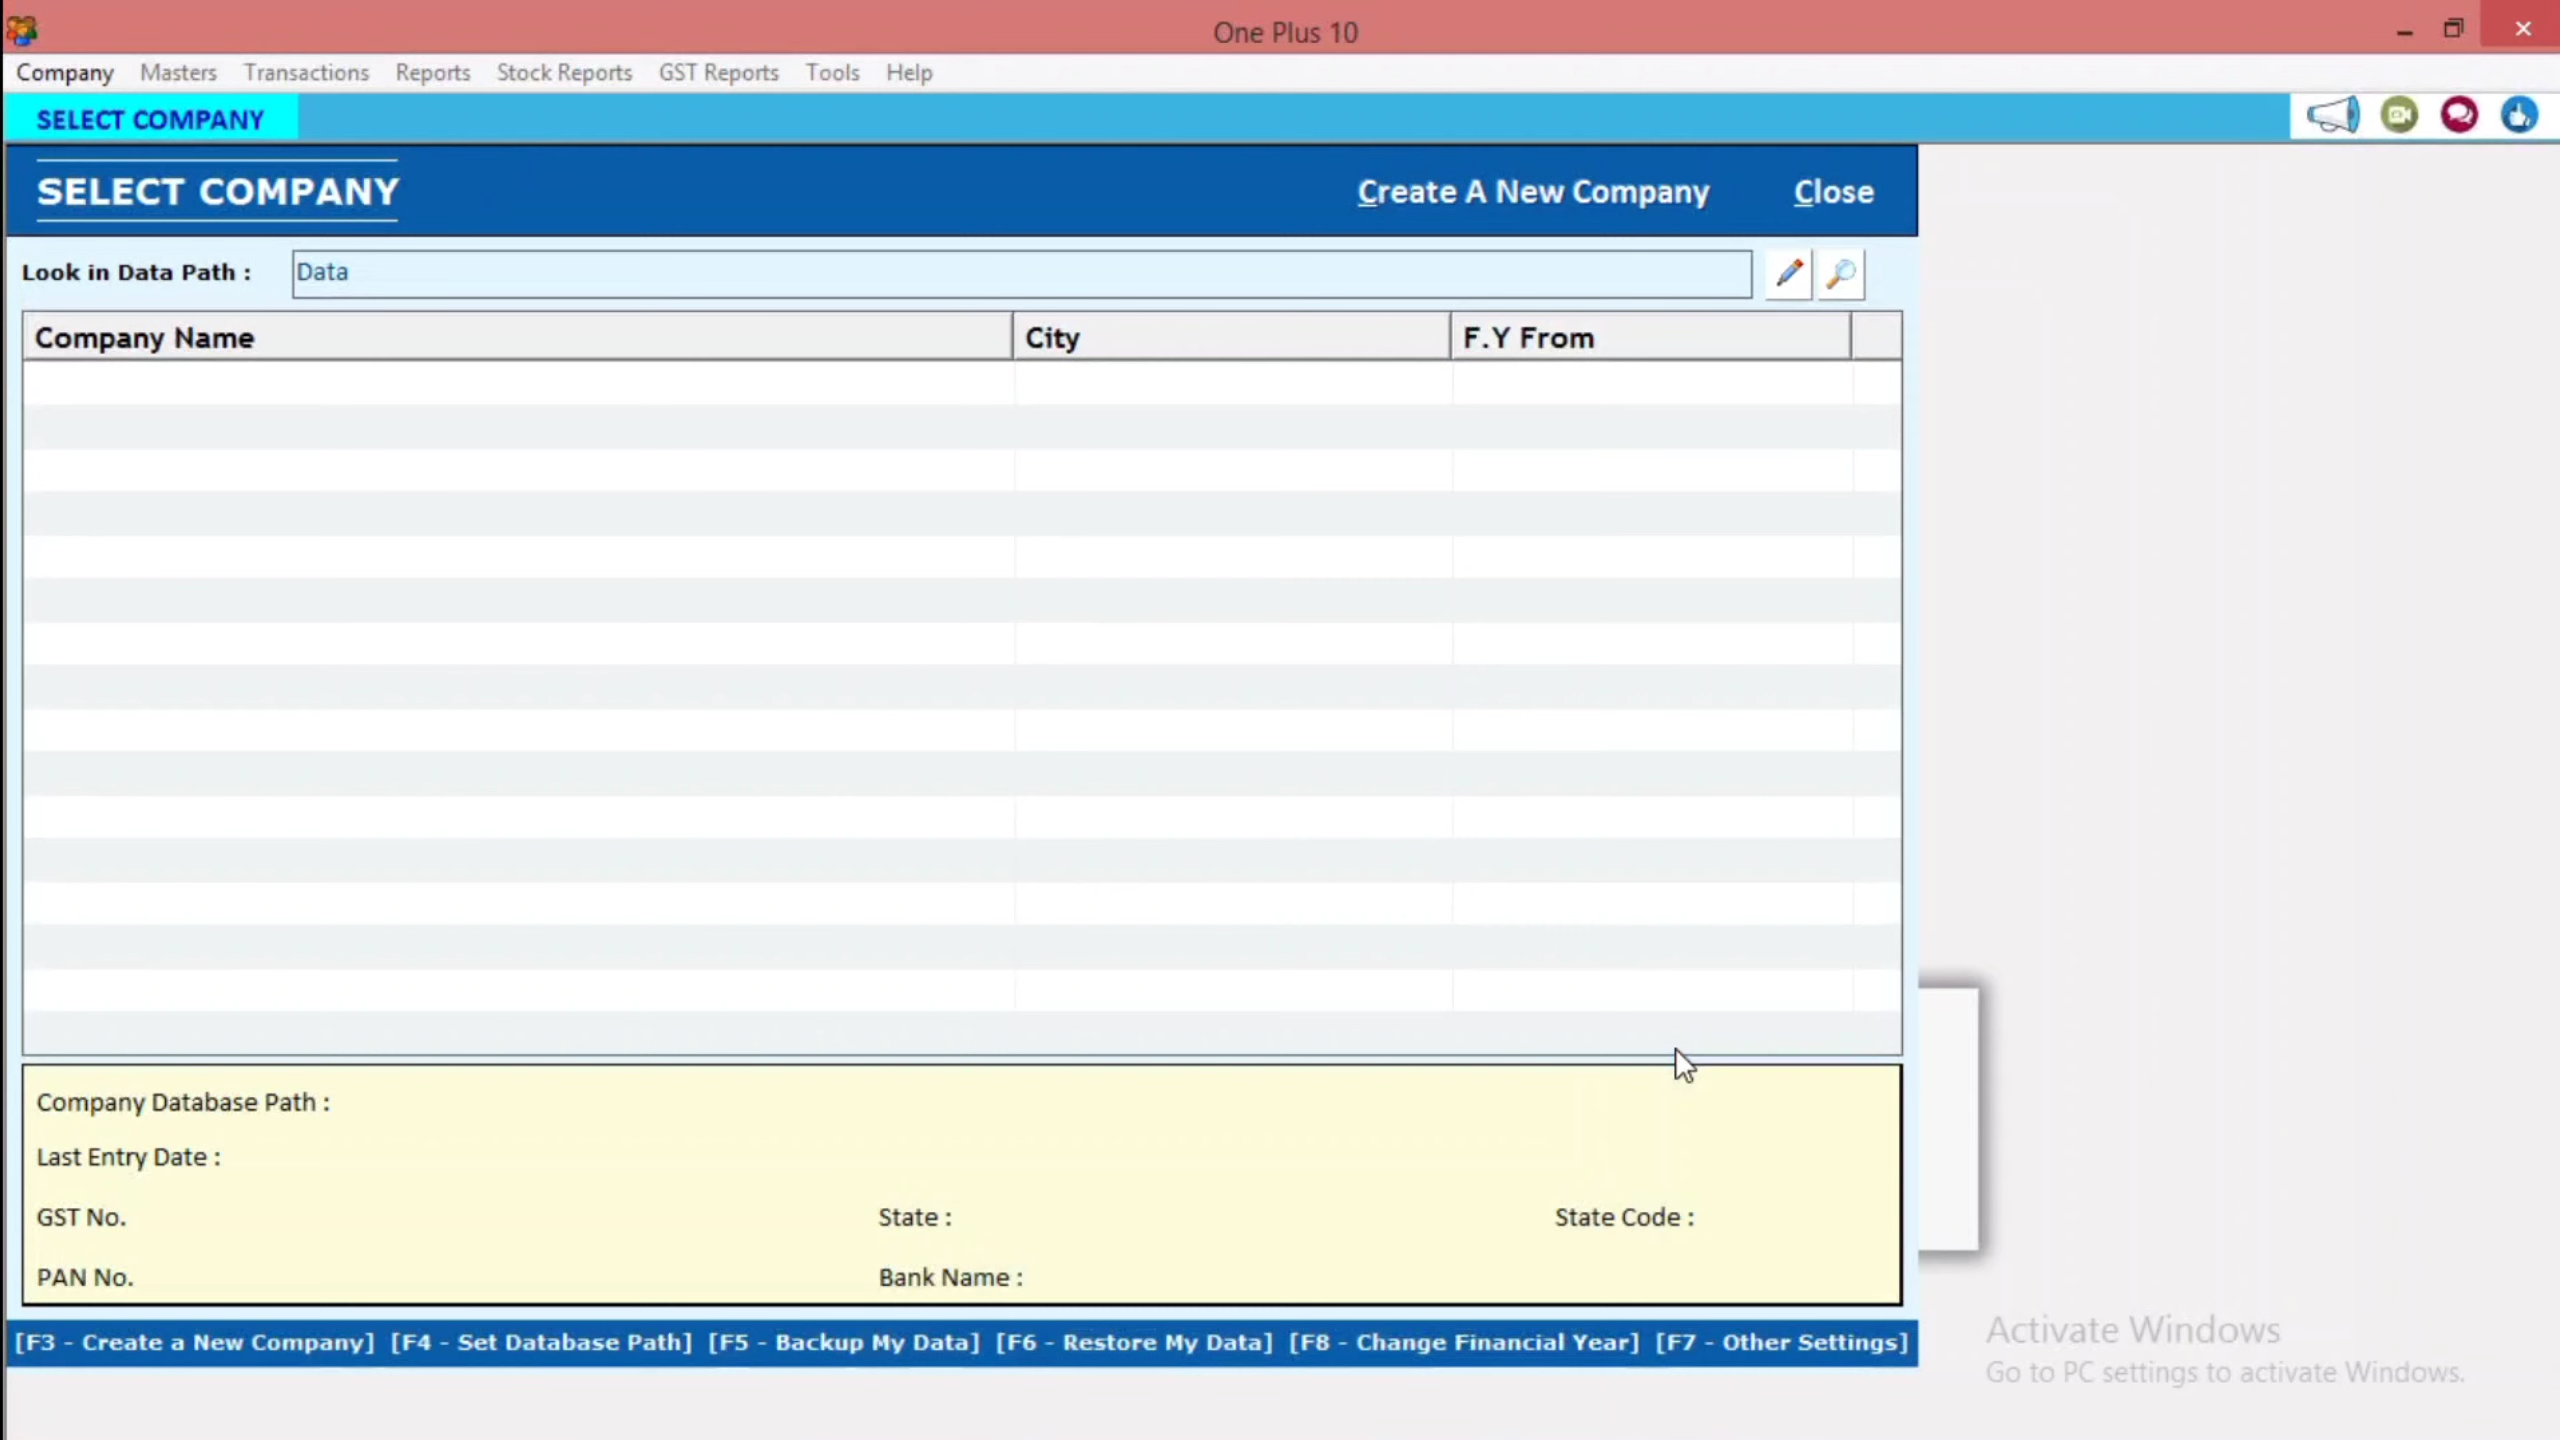 One Plus 10
Company Masters Transactions Reports Stock Reports GST Reports Tools Help
SELECT COMPANY
SELECT COMPANY Create A New Company Close
Look in Data Path : Data
Company Name City F.Y From
Company Database Path :
Last Entry Date :
GST No. State : State Code :
PAN No. Bank Name :
[F3 - Create a New Company] [F4 - Set Database Path] [F5 - Backup My Data] [F6 - Restore My Data] [F8 - Change Financial Year] [F7 - Other Settings]
Activate Windows
Go to PC settings to activate Windows.